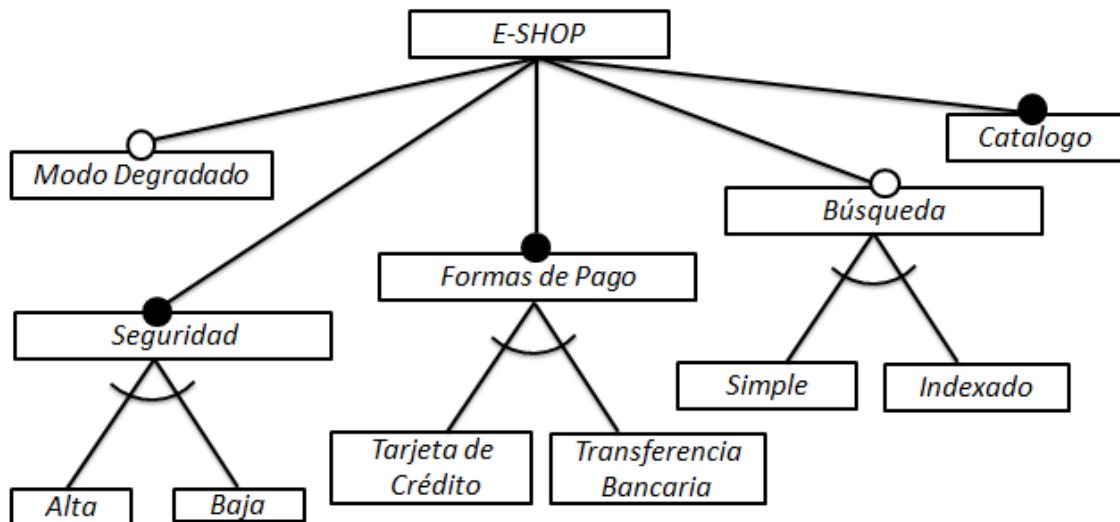 E-SHOP
Catalogo
Modo Degradado
Búsqueda
Formas de Pago
Seguridad
Simple
Indexado
Tarjeta de
Crédito
Transferencia
Bancaria
Alta
Baja